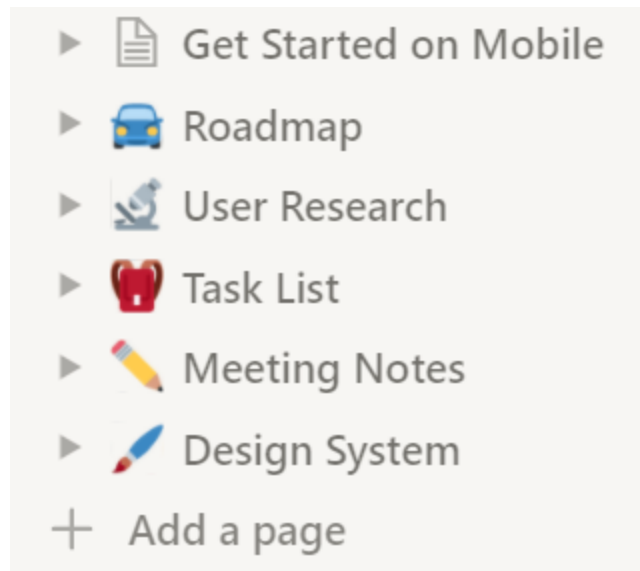 Get Started on Mobile
Roadmap
User Research
Task List
Meeting Notes
Design System
Add a page